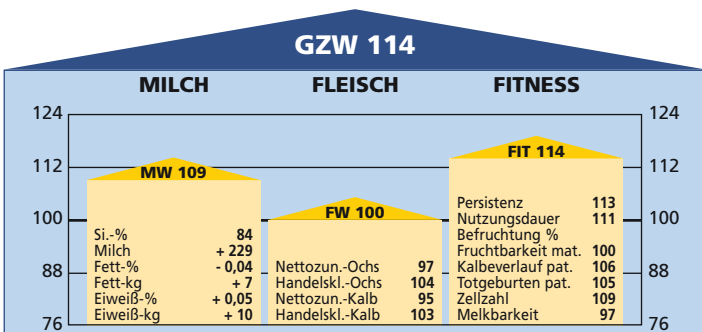 GZW 114
MILCH FLEISCH FITNESS
124 124
112 112
100 100
88 88
76 76
MW 109
Si.-% 84
Milch + 229
Fett-% - 0,04
Fett-kg + 7
Eiweiß-% + 0,05
Eiweiß-kg + 10
FW 100
Nettozun.-Ochs 97
Handelskl.-Ochs 104
Nettozun.-Kalb 95
Handelskl.-Kalb 103
FIT 114
Persistenz 113
Nutzungsdauer 111
Befruchtung %
Fruchtbarkeit mat. 100
Kalbeverlauf pat. 106
Totgeburten pat. 105
Zellzahl 109
Melkbarkeit 97